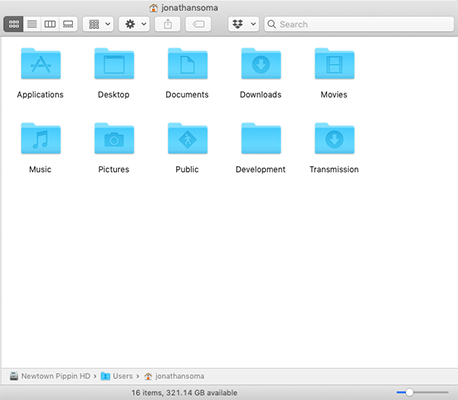 jonathansoma
Search
Applications Desktop Documents Downloads Movies
Music Pictures Public Development Transmission
Newtown Pippin HD › Users › jonathansoma
16 items, 321.14 GB available